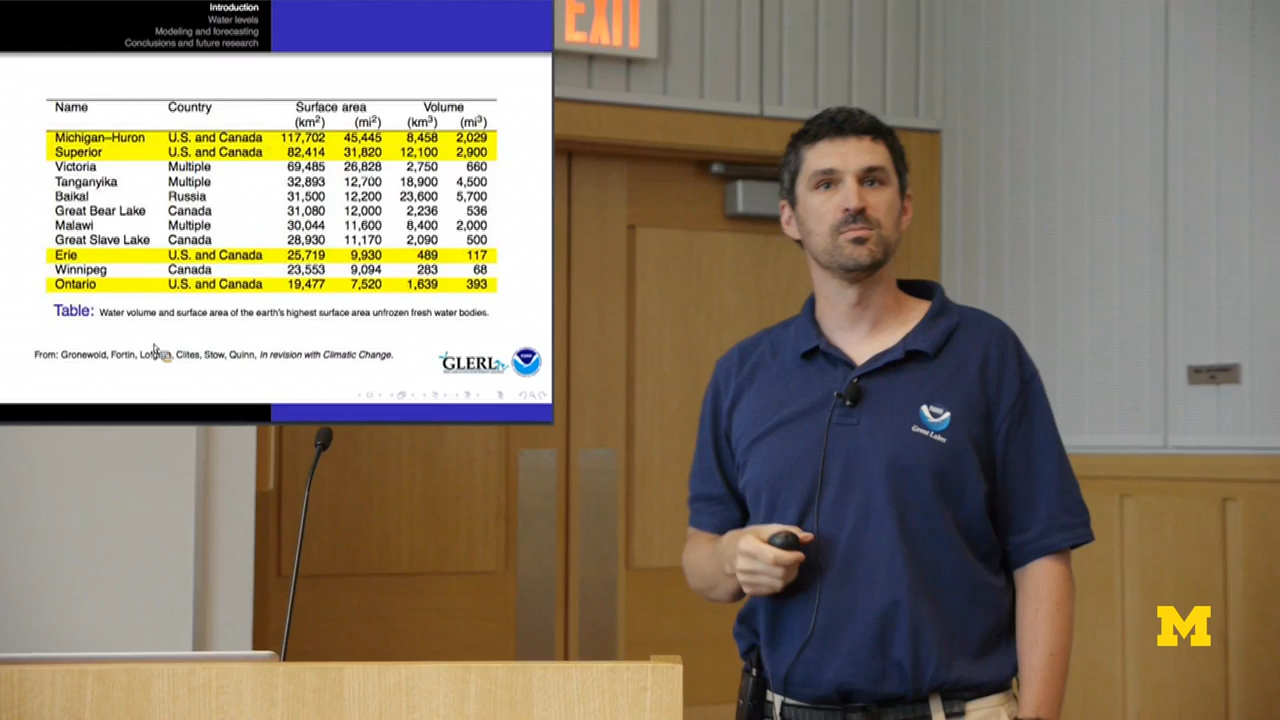 Introduction
Water levels
Modeling and forecasting
Conclusions and future research
EXIT
Name Country Surface area Volume
(km²) (mi²) (km³) (mi³)
Michigan–Huron U.S. and Canada 117,702 45,445 8,458 2,029
Superior U.S. and Canada 82,414 31,820 12,100 2,900
Victoria Multiple 69,485 26,828 2,750 660
Tanganyika Multiple 32,893 12,700 18,900 4,500
Baikal Russia 31,500 12,200 23,600 5,700
Great Bear Lake Canada 31,080 12,000 2,236 536
Malawi Multiple 30,044 11,600 8,400 2,000
Great Slave Lake Canada 28,930 11,170 2,090 500
Erie U.S. and Canada 25,719 9,930 489 117
Winnipeg Canada 23,553 9,094 283 68
Ontario U.S. and Canada 19,477 7,520 1,639 393
Table: Water volume and surface area of the earth's highest surface area unfrozen fresh water bodies.
From: Gronewold, Fortin, Clites, Stow, Quinn, In revision with Climatic Change.
GLERL
Great Lakes
M